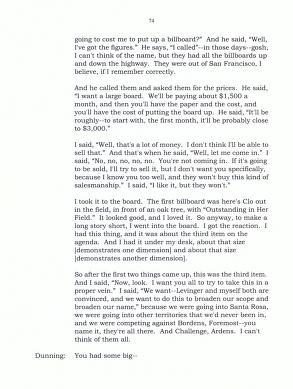 74
going to cost me to put up a billboard?"  And he said, "Well,
I've got the figures."  He says, "I called"--in those days--gosh,
I can't think of the name, but they had all the billboards up
and down the highway.  They were out of San Francisco, I
believe, if I remember correctly.
And he called them and asked them for the prices.  He said,
"I want a large board.  We'll be paying about $1,500 a
month, and then you'll have the paper and the cost, and
you'll have the cost of putting the board up.  He said, "It'll be
roughly--to start with, the first month, it'll be probably close
to $3,000."
I said, "Well, that's a lot of money.  I don't think I'll be able to
sell that."  And that's when he said, "Well, let me come in."  I
said, "No, no, no, no, no.  You're not coming in.  If it's going
to be sold, I'll try to sell it, but I don't want you specifically,
because I know you too well, and they won't buy this kind of
salesmanship."  I said, "I like it, but they won't."
I took it to the board.  The first billboard was here's Clo out
in the field, in front of an oak tree, with "Outstanding in Her
Field."  It looked good, and I loved it.  So anyway, to make a
long story short, I went into the board.  I got the reaction.  I
had this thing, and it was about the third item on the
agenda.  And I had it under my desk, about that size
[demonstrates one dimension] and about that size
[demonstrates another dimension].
So after the first two things came up, this was the third item.
And I said, "Now, look.  I want you all to try to take this in a
proper vein."  I said, "We want--Levinger and myself both are
convinced, and we want to do this to broaden our scope and
broaden our name," because we were going into Santa Rosa,
we were going into other territories that we'd never been in,
and we were competing against Bordens, Foremost--you
name it, they're all there.  And Challenge, Ardens.  I can't
think of them all.
Dunning:  You had some big--